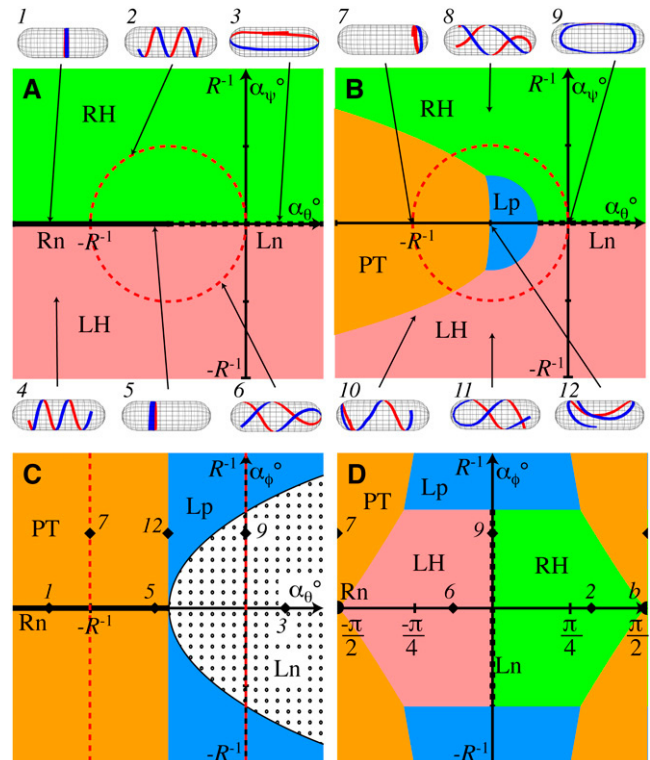 1 2 3 7 8 9
A R⁻¹ αψ° B R⁻¹ αψ°
RH RH
Lp
αθ° αθ°
Rn -R⁻¹ Ln -R⁻¹ Ln
PT
LH LH
-R⁻¹ -R⁻¹
4 5 6 10 11 12
C R⁻¹ αϕ° D R⁻¹ αϕ°
Lp PT Lp
PT 7 12 9 7 9
LH RH
αθ°
1 5 3 Rn 6 2 b
Rn -R⁻¹ -π/2 -π/4 π/4 π/2
Ln Ln
-R⁻¹ -R⁻¹